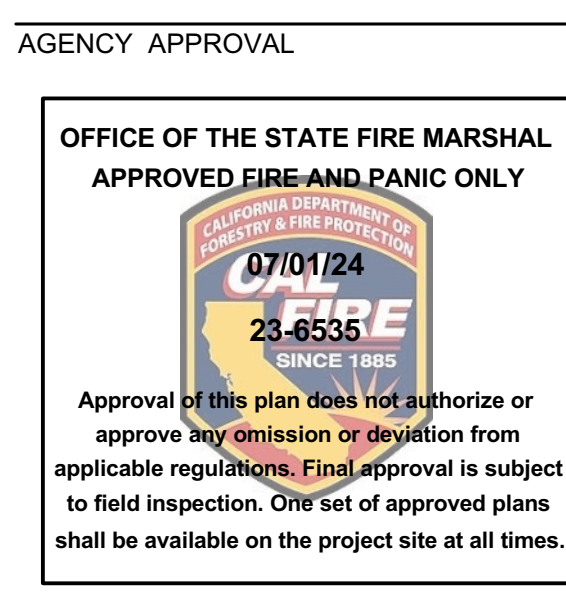 AGENCY APPROVAL
OFFICE OF THE STATE FIRE MARSHAL
APPROVED FIRE AND PANIC ONLY
CALIFORNIA DEPARTMENT OF
FORESTRY & FIRE PROTECTION
07/01/24
CAL
FIRE
23-6535
SINCE 1885
Approval of this plan does not authorize or
approve any omission or deviation from
applicable regulations. Final approval is subject
to field inspection. One set of approved plans
shall be available on the project site at all times.